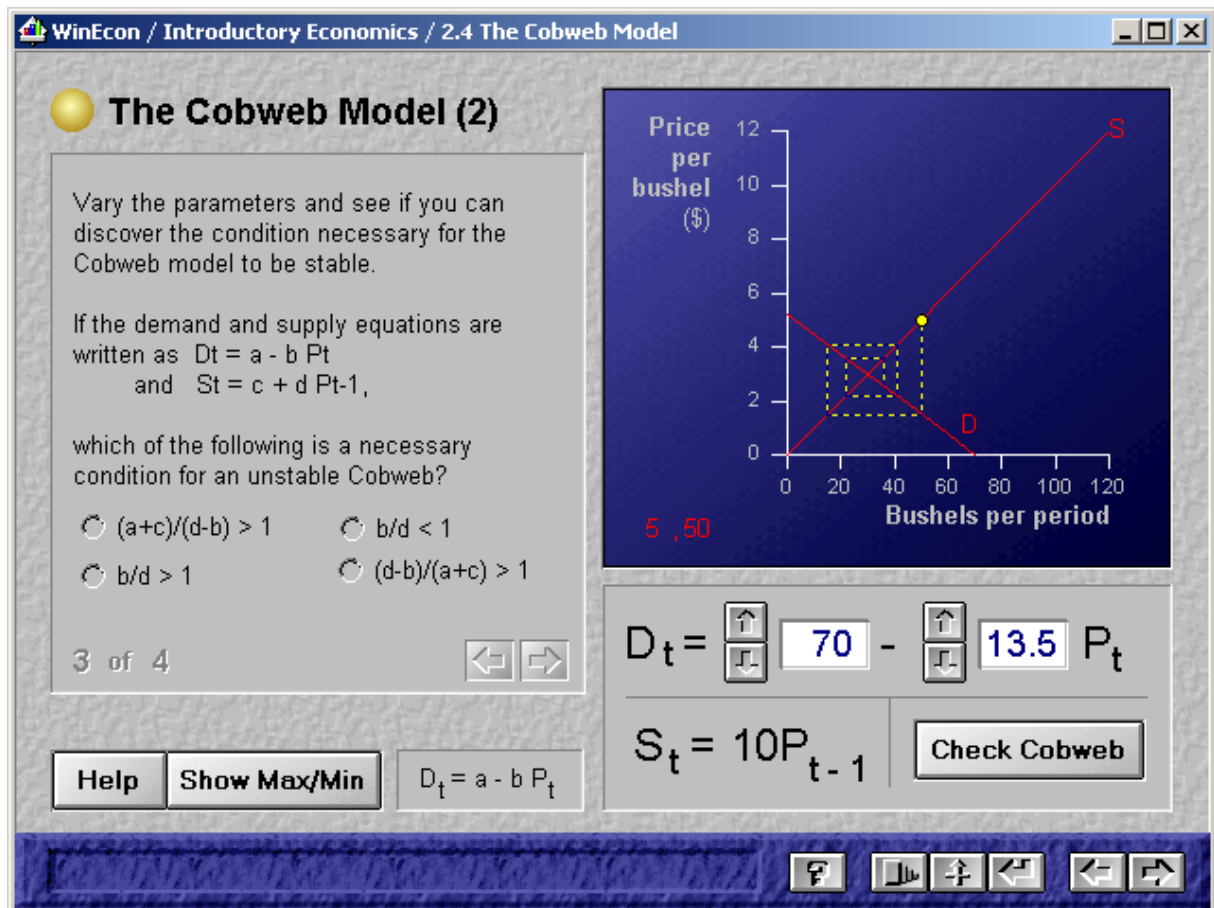 WinEcon / Introductory Economics / 2.4 The Cobweb Model
The Cobweb Model (2)
Vary the parameters and see if you can
discover the condition necessary for the
Cobweb model to be stable.
If the demand and supply equations are
written as Dt = a - b Pt
and St = c + d Pt-1,
which of the following is a necessary
condition for an unstable Cobweb?
(a+c)/(d-b) > 1
b/d < 1
b/d > 1
(d-b)/(a+c) > 1
3 of 4
Help
Show Max/Min
Dt = a - b Pt
Price
per
bushel
($)
12
10
8
6
4
2
0
S
D
0 20 40 60 80 100 120
Bushels per period
5 ,50
Dt = 70 - 13.5 Pt
St = 10Pt-1
Check Cobweb
?